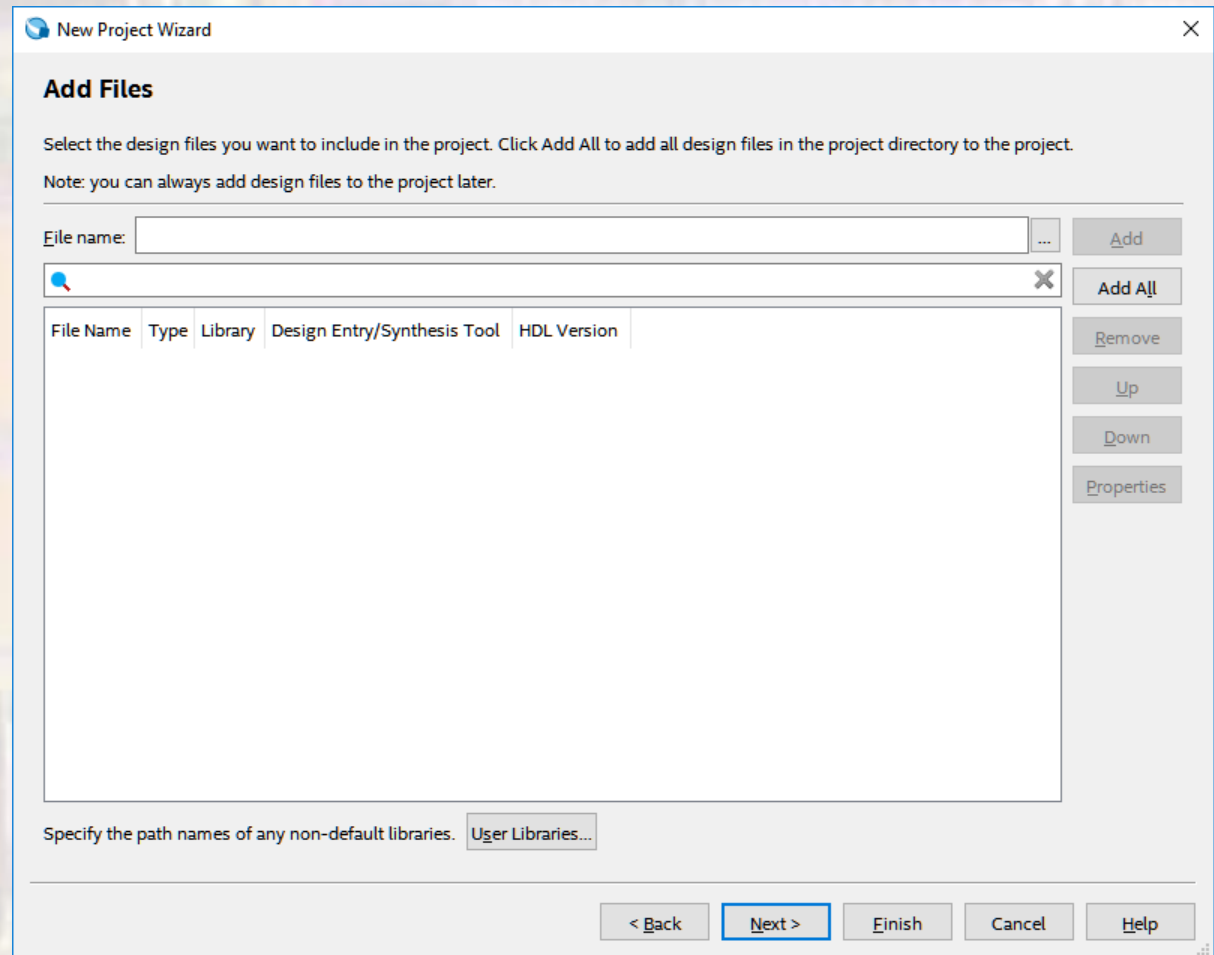 New Project Wizard
Add Files
Select the design files you want to include in the project. Click Add All to add all design files in the project directory to the project.
Note: you can always add design files to the project later.
File name:
...
Add
Add All
File Name Type Library Design Entry/Synthesis Tool HDL Version
Remove
Up
Down
Properties
Specify the path names of any non-default libraries. User Libraries...
< Back Next > Finish Cancel Help